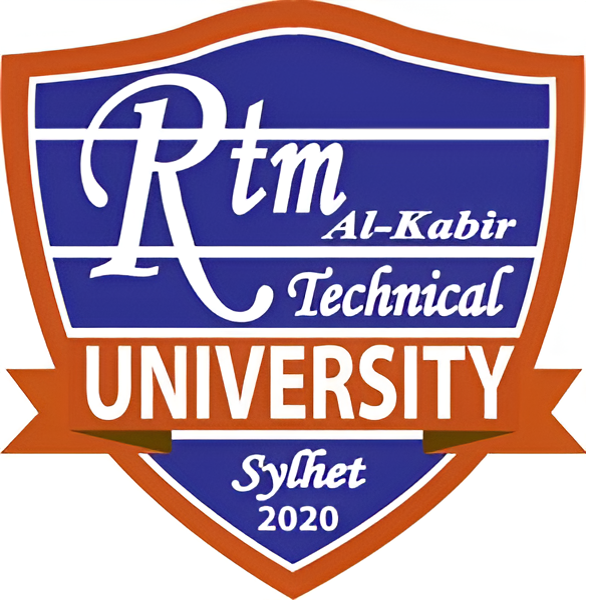 Rtm
Al-Kabir
Technical
UNIVERSITY
Sylhet
2020